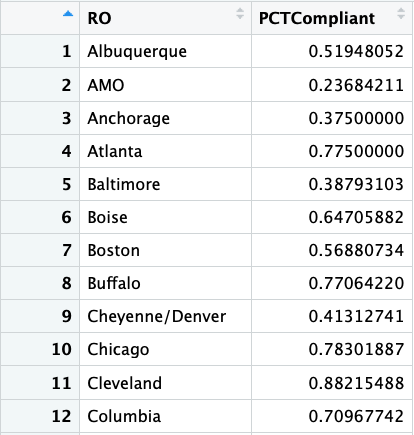 RO PCTCompliant
1 Albuquerque 0.51948052
2 AMO 0.23684211
3 Anchorage 0.37500000
4 Atlanta 0.77500000
5 Baltimore 0.38793103
6 Boise 0.64705882
7 Boston 0.56880734
8 Buffalo 0.77064220
9 Cheyenne/Denver 0.41312741
10 Chicago 0.78301887
11 Cleveland 0.88215488
12 Columbia 0.70967742